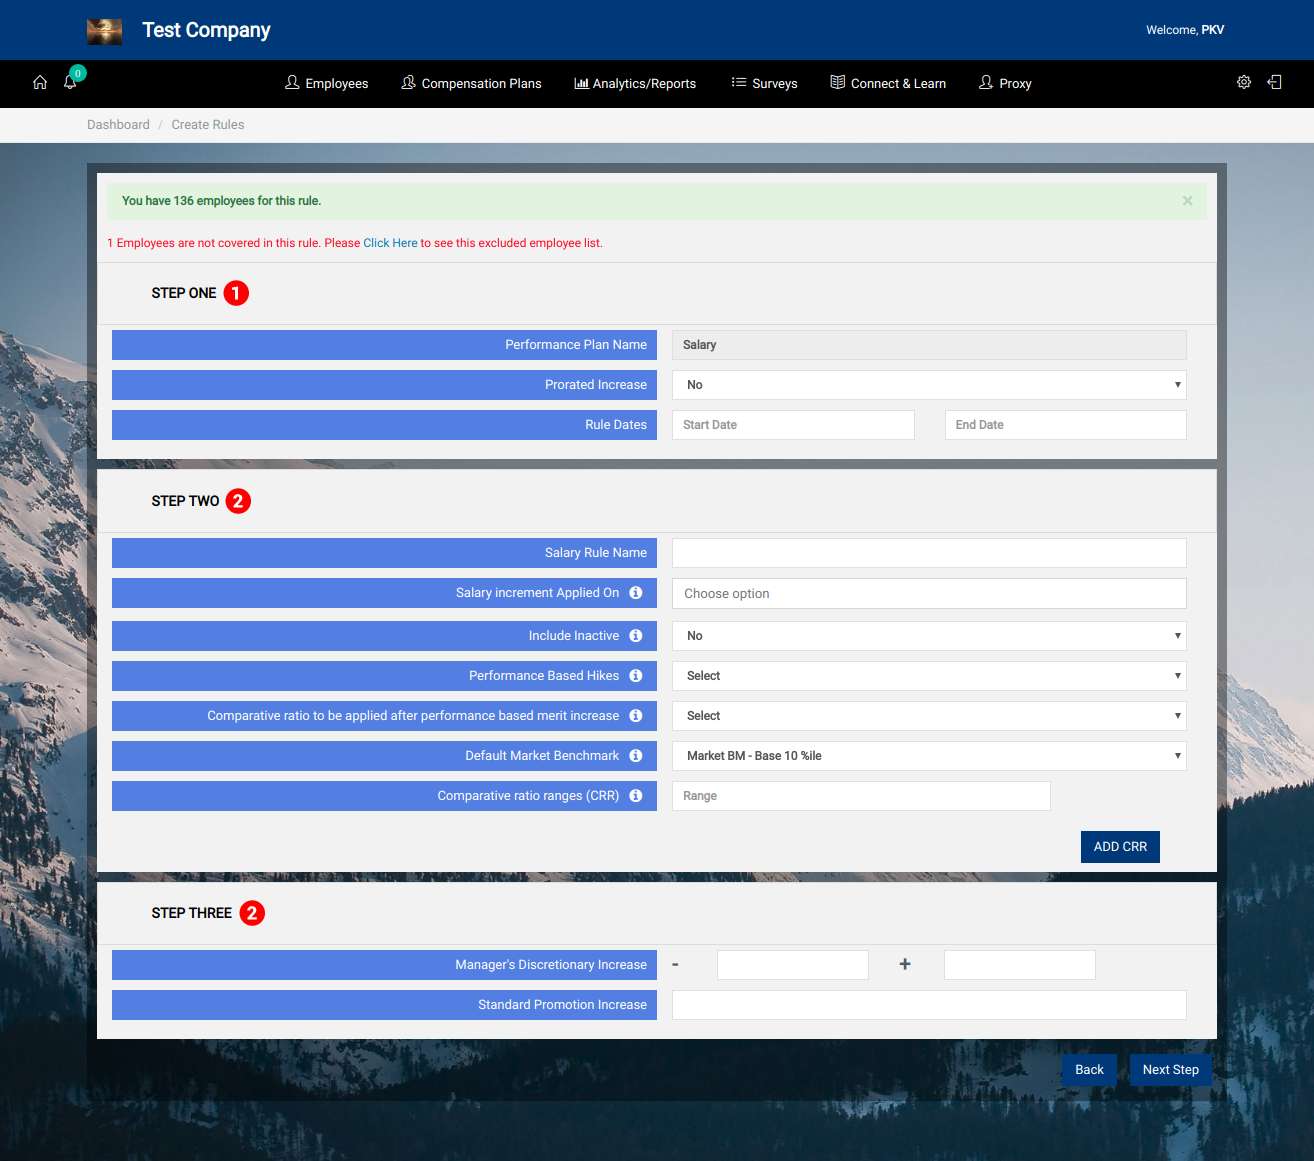 Test Company
Welcome, PKV
0
Employees
Compensation Plans
Analytics/Reports
Surveys
Connect & Learn
Proxy
Dashboard / Create Rules
You have 136 employees for this rule.
×
1 Employees are not covered in this rule. Please Click Here to see this excluded employee list.
STEP ONE 1
Performance Plan Name
Salary
Prorated Increase
No
Rule Dates
Start Date
End Date
STEP TWO 2
Salary Rule Name
Salary increment Applied On
Choose option
Include Inactive
No
Performance Based Hikes
Select
Comparative ratio to be applied after performance based merit increase
Select
Default Market Benchmark
Market BM - Base 10 %ile
Comparative ratio ranges (CRR)
Range
ADD CRR
STEP THREE 2
Manager's Discretionary Increase
- +
Standard Promotion Increase
Back
Next Step